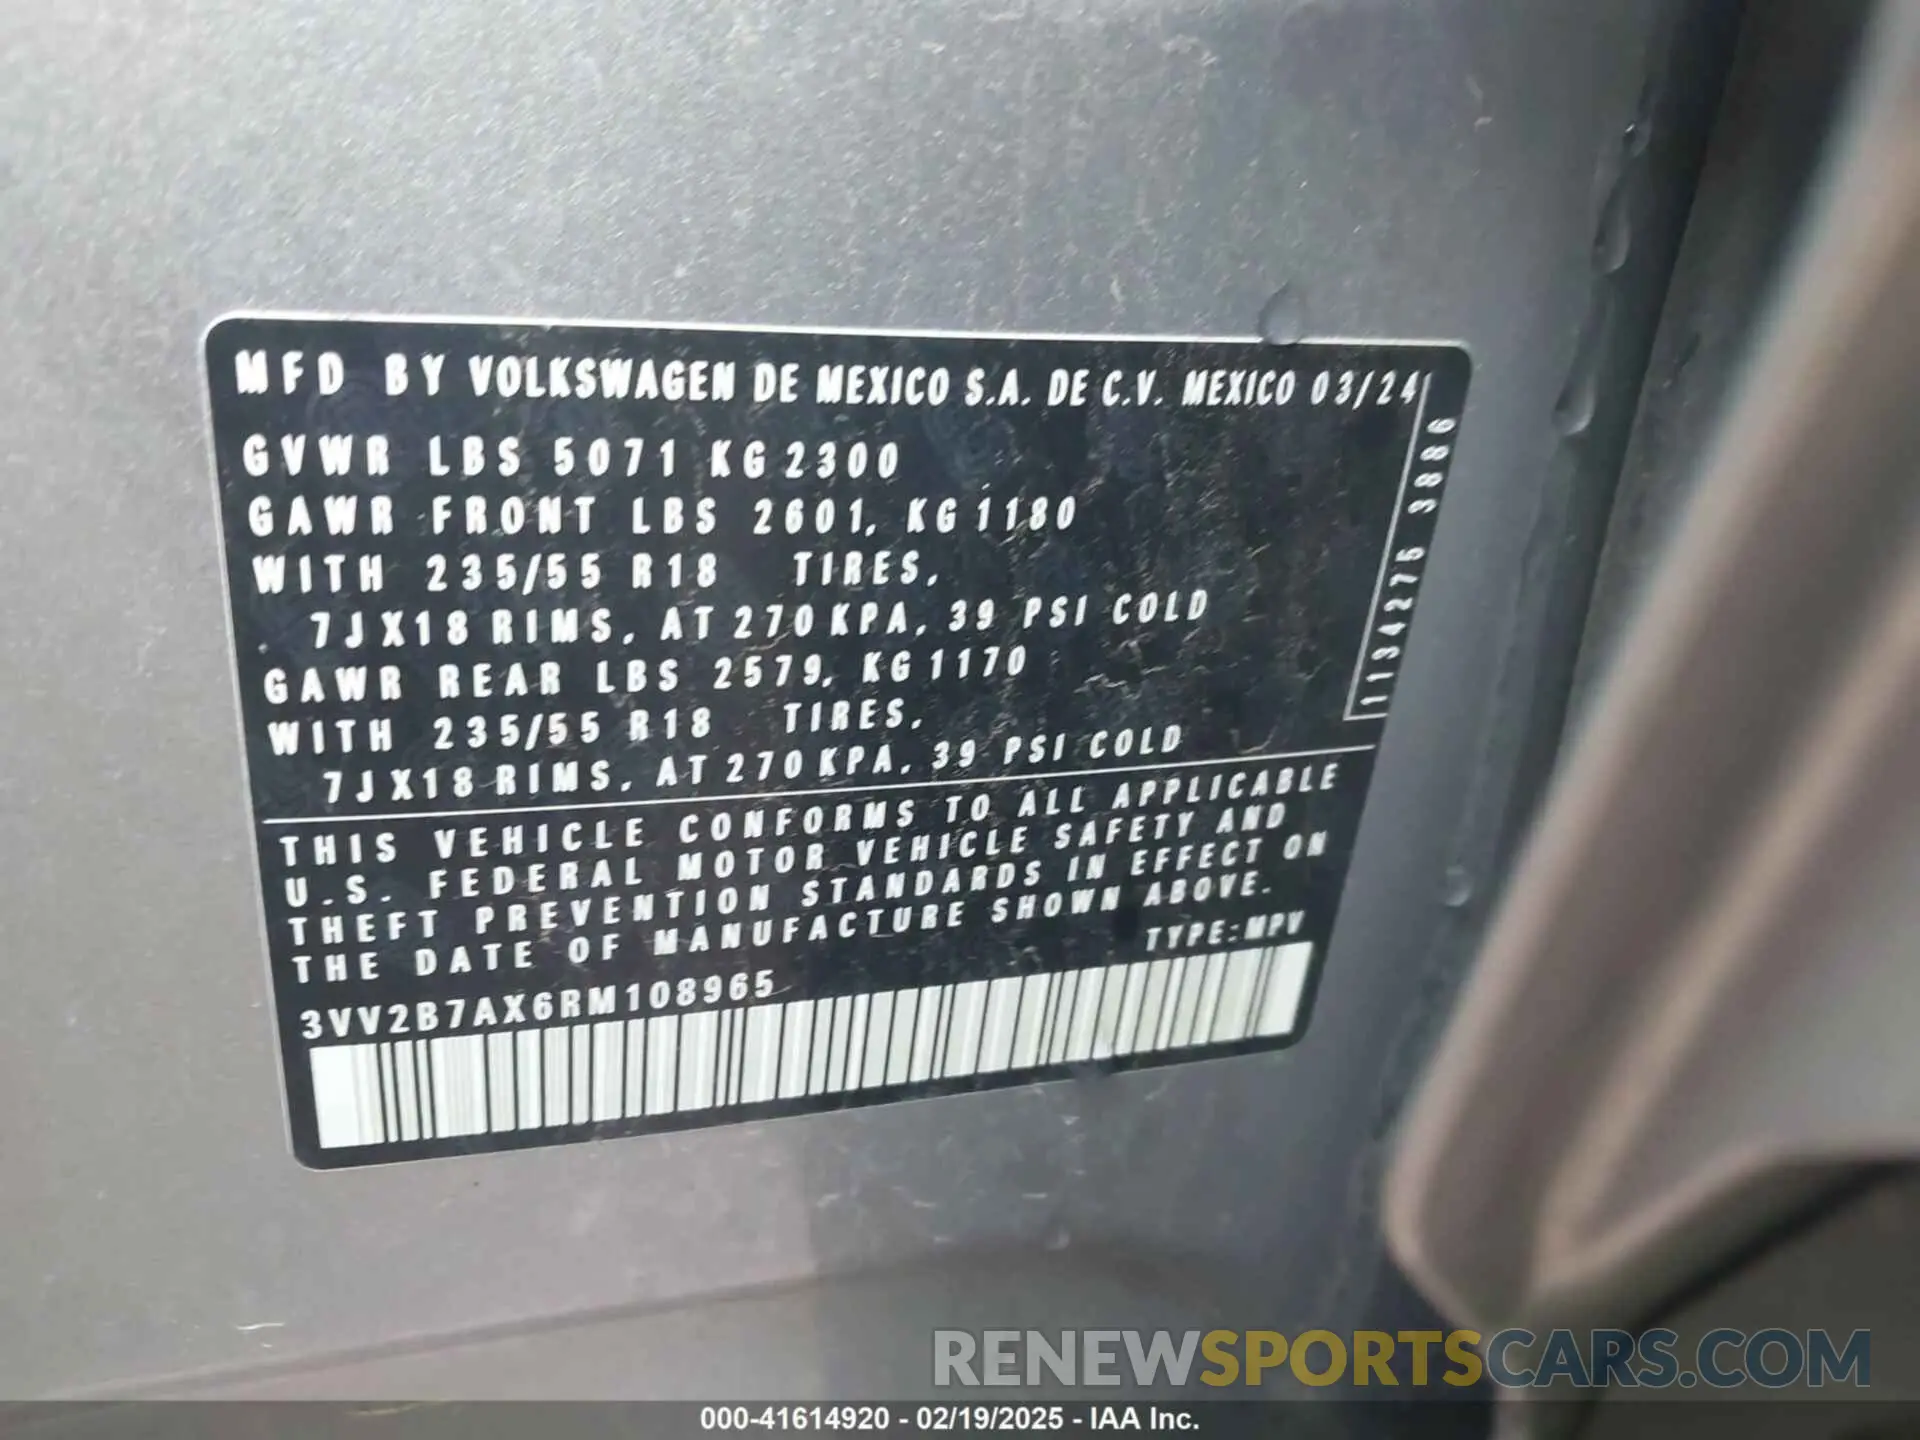 MFD BY VOLKSWAGEN DE MEXICO S.A. DE C.V. MEXICO 03/24
GVWR LBS 5071 KG 2300
GAWR FRONT LBS 2601, KG 1180
WITH 235/55 R18 TIRES,
7JX18 RIMS, AT 270 KPA, 39 PSI COLD
GAWR REAR LBS 2579, KG 1170
WITH 235/55 R18 TIRES,
7JX18 RIMS, AT 270 KPA, 39 PSI COLD
1134275 3886
THIS VEHICLE CONFORMS TO ALL APPLICABLE
U.S. FEDERAL MOTOR VEHICLE SAFETY AND
THEFT PREVENTION STANDARDS IN EFFECT ON
THE DATE OF MANUFACTURE SHOWN ABOVE.
TYPE:MPV
3VV2B7AX6RM108965
RENEWSPORTSCARS.COM
000-41614920 - 02/19/2025 - IAA Inc.